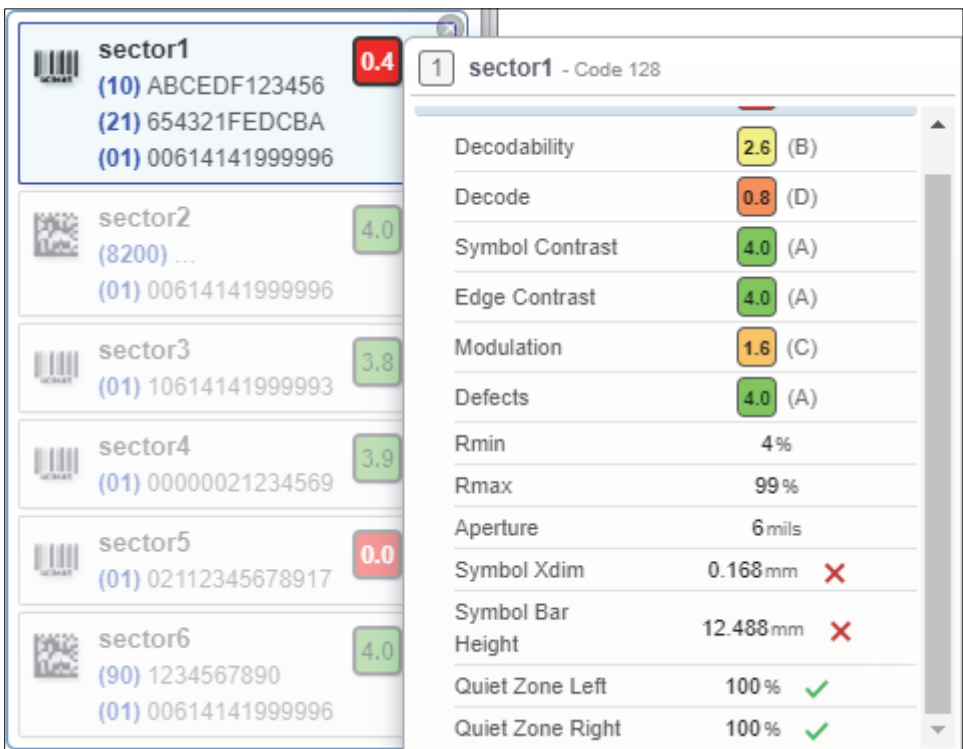 sector1
0.4
(10) ABCEDF123456
(21) 654321FEDCBA
(01) 00614141999996
sector2
4.0
(8200) ...
(01) 00614141999996
sector3
3.8
(01) 10614141999993
sector4
3.9
(01) 00000021234569
sector5
0.0
(01) 02112345678917
sector6
4.0
(90) 1234567890
(01) 00614141999996
1 sector1 - Code 128
Decodability 2.6 (B)
Decode 0.8 (D)
Symbol Contrast 4.0 (A)
Edge Contrast 4.0 (A)
Modulation 1.6 (C)
Defects 4.0 (A)
Rmin 4%
Rmax 99%
Aperture 6 mils
Symbol Xdim 0.168 mm
Symbol Bar
Height 12.488 mm
Quiet Zone Left 100%
Quiet Zone Right 100%